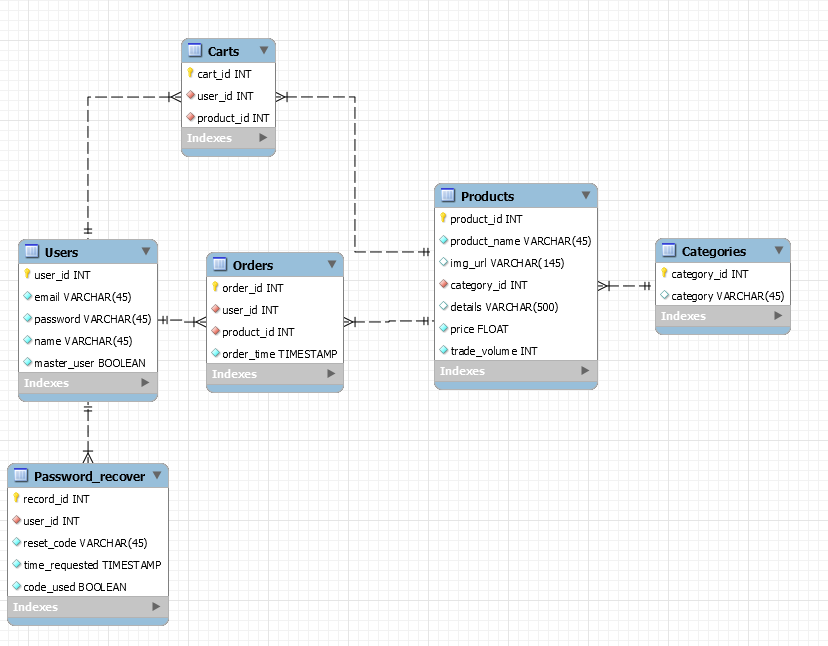 Carts
cart_id INT
user_id INT
product_id INT
Indexes
Users
user_id INT
email VARCHAR(45)
password VARCHAR(45)
name VARCHAR(45)
master_user BOOLEAN
Indexes
Orders
order_id INT
user_id INT
product_id INT
order_time TIMESTAMP
Indexes
Products
product_id INT
product_name VARCHAR(45)
img_url VARCHAR(145)
category_id INT
details VARCHAR(500)
price FLOAT
trade_volume INT
Indexes
Categories
category_id INT
category VARCHAR(45)
Indexes
Password_recover
record_id INT
user_id INT
reset_code VARCHAR(45)
time_requested TIMESTAMP
code_used BOOLEAN
Indexes